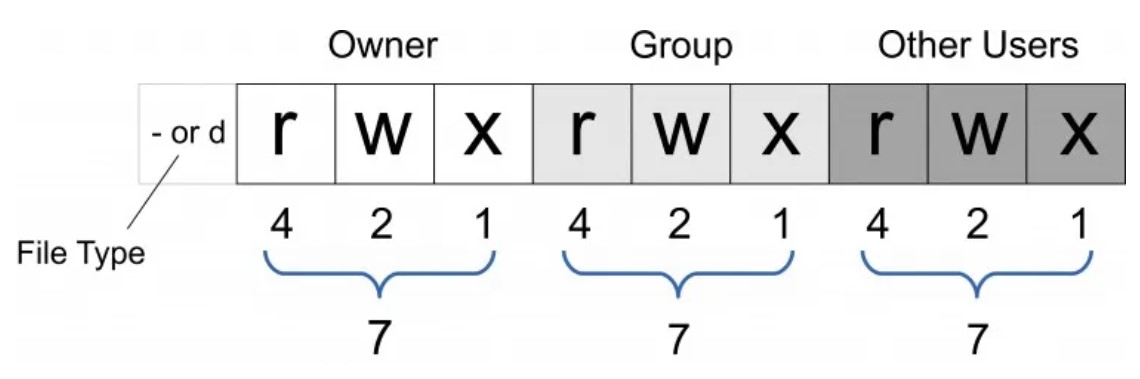 Owner Group Other Users
- or d r w x r w x r w x
4 2 1 4 2 1 4 2 1
File Type
7 7 7